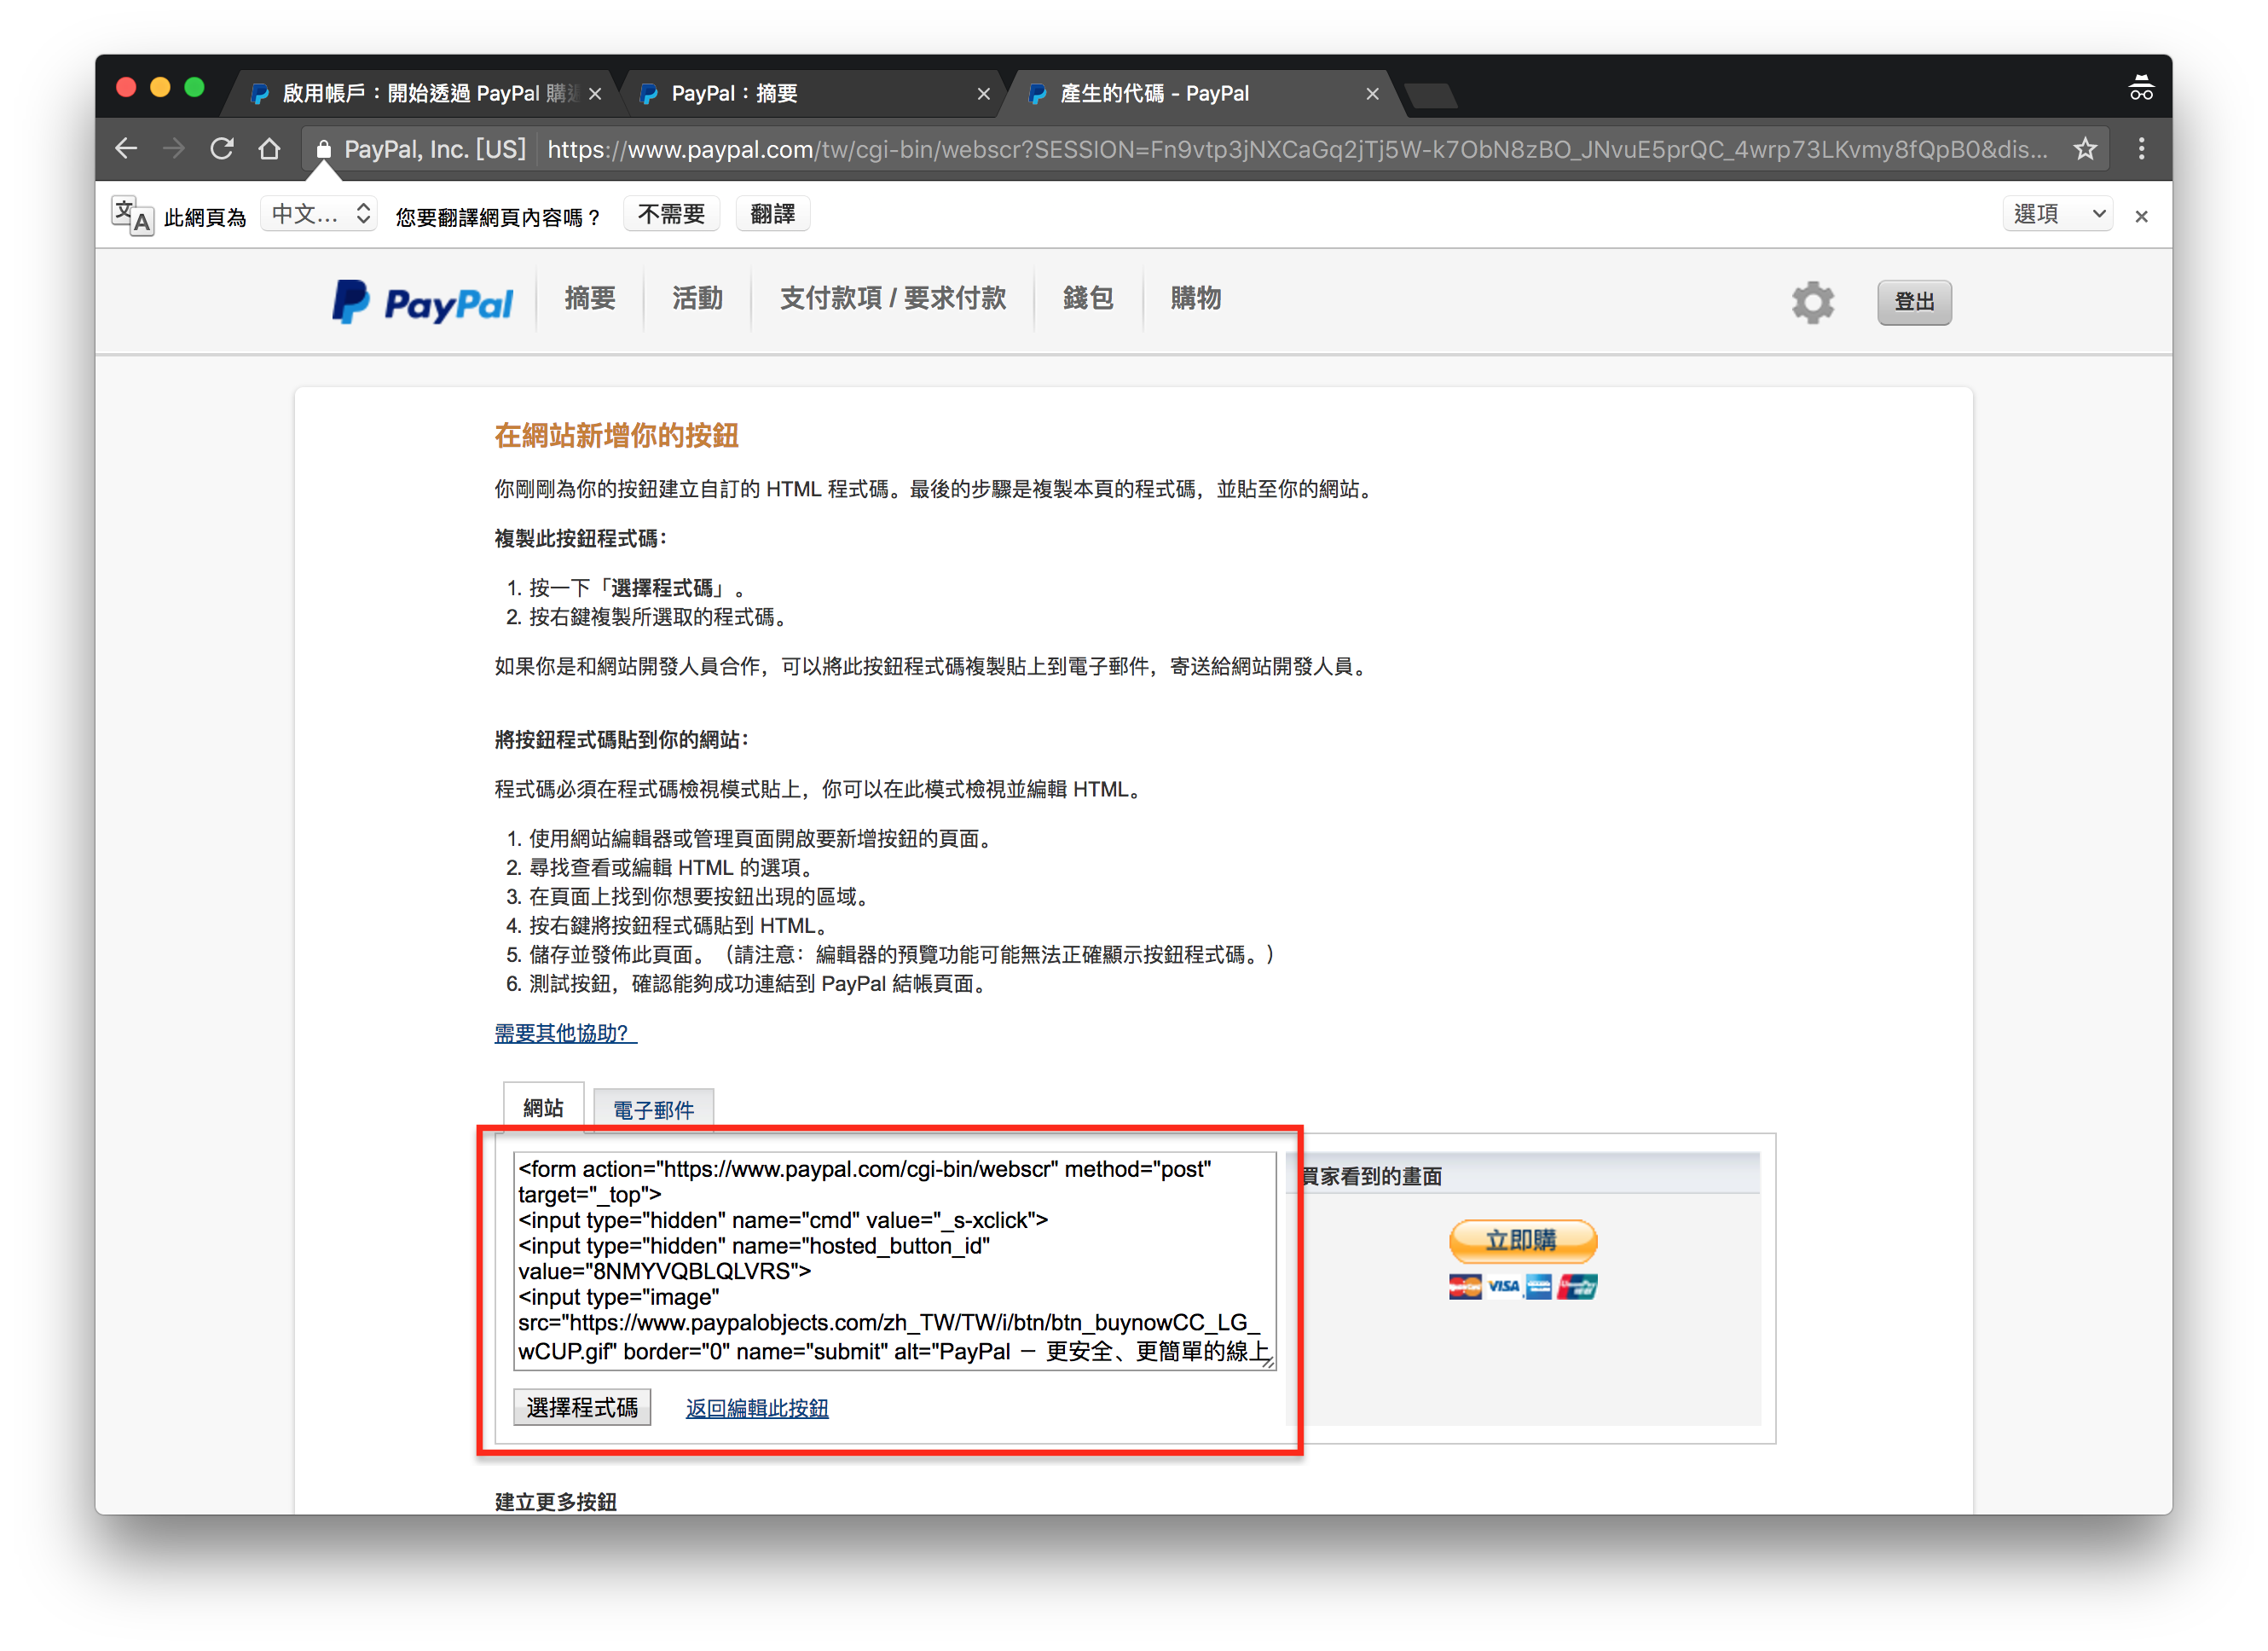 啟用帳戶：開始透過 PayPal 購
PayPal：摘要
產生的代碼 - PayPal
PayPal, Inc. [US]
https://www.paypal.com/tw/cgi-bin/webscr?SESSION=Fn9vtp3jNXCaGq2jTj5W-k7ObN8zBO_JNvuE5prQC_4wrp73LKvmy8fQpB0&dis...
文A 此網頁為 中文... 您要翻譯網頁內容嗎？ 不需要 翻譯 選項
PayPal 摘要 活動 支付款項 / 要求付款 錢包 購物 登出
在網站新增你的按鈕
你剛剛為你的按鈕建立自訂的 HTML 程式碼。最後的步驟是複製本頁的程式碼，並貼至你的網站。
複製此按鈕程式碼：
1. 按一下「選擇程式碼」。
2. 按右鍵複製所選取的程式碼。
如果你是和網站開發人員合作，可以將此按鈕程式碼複製貼上到電子郵件，寄送給網站開發人員。
將按鈕程式碼貼到你的網站：
程式碼必須在程式碼檢視模式貼上，你可以在此模式檢視並編輯 HTML。
1. 使用網站編輯器或管理頁面開啟要新增按鈕的頁面。
2. 尋找查看或編輯 HTML 的選項。
3. 在頁面上找到你想要按鈕出現的區域。
4. 按右鍵將按鈕程式碼貼到 HTML。
5. 儲存並發佈此頁面。（請注意：編輯器的預覽功能可能無法正確顯示按鈕程式碼。）
6. 測試按鈕，確認能夠成功連結到 PayPal 結帳頁面。
需要其他協助？
網站 電子郵件
<form action="https://www.paypal.com/cgi-bin/webscr" method="post"
target="_top">
<input type="hidden" name="cmd" value="_s-xclick">
<input type="hidden" name="hosted_button_id"
value="8NMYVQBLQLVRS">
<input type="image"
src="https://www.paypalobjects.com/zh_TW/TW/i/btn/btn_buynowCC_LG_
wCUP.gif" border="0" name="submit" alt="PayPal － 更安全、更簡單的線上
選擇程式碼 返回編輯此按鈕
買家看到的畫面
立即購
VISA
建立更多按鈕